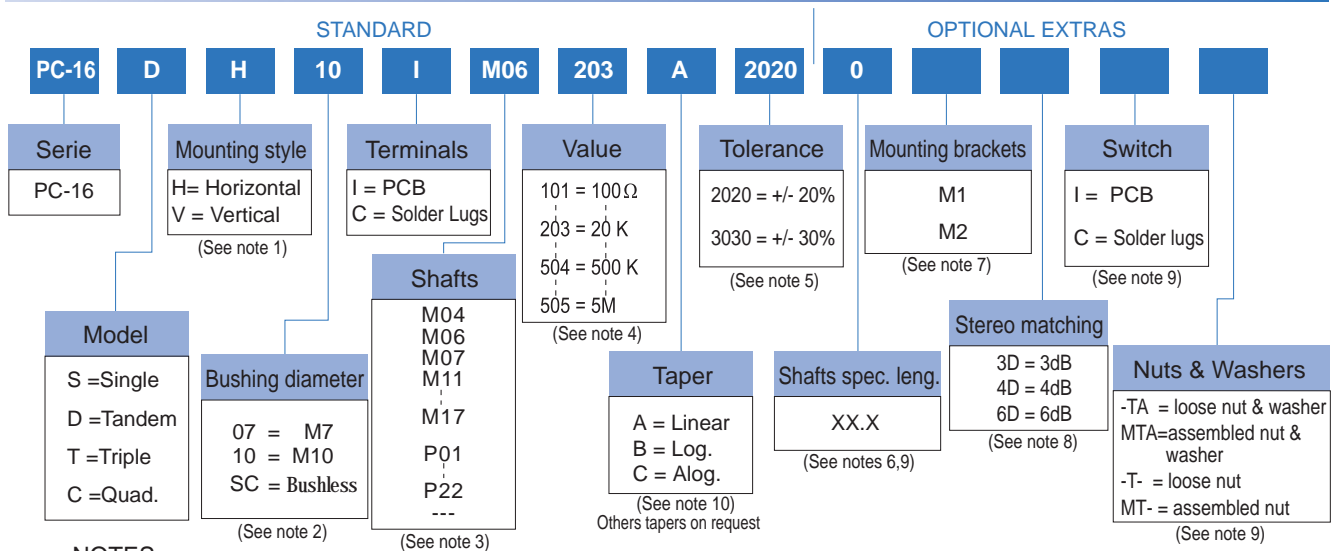 STANDARD
OPTIONAL EXTRAS
PC-16 D H 10 I M06 203 A 2020 0
Serie
PC-16
Mounting style
H= Horizontal
V = Vertical
(See note 1)
Terminals
I = PCB
C = Solder Lugs
Value
101 = 100Ω
203 = 20 K
504 = 500 K
505 = 5M
(See note 4)
Tolerance
2020 = +/- 20%
3030 = +/- 30%
(See note 5)
Mounting brackets
M1
M2
(See note 7)
Switch
I = PCB
C = Solder lugs
(See note 9)
Model
S =Single
D =Tandem
T =Triple
C =Quad.
Bushing diameter
07 = M7
10 = M10
SC = Bushless
(See note 2)
Shafts
M04
M06
M07
M11
M17
P01
P22
---
(See note 3)
Taper
A = Linear
B = Log.
C = Alog.
(See note 10)
Others tapers on request
Shafts spec. leng.
XX.X
(See notes 6,9)
Stereo matching
3D = 3dB
4D = 4dB
6D = 6dB
(See note 8)
Nuts & Washers
-TA = loose nut & washer
MTA=assembled nut &
washer
-T- = loose nut
MT- = assembled nut
(See note 9)
NOTES